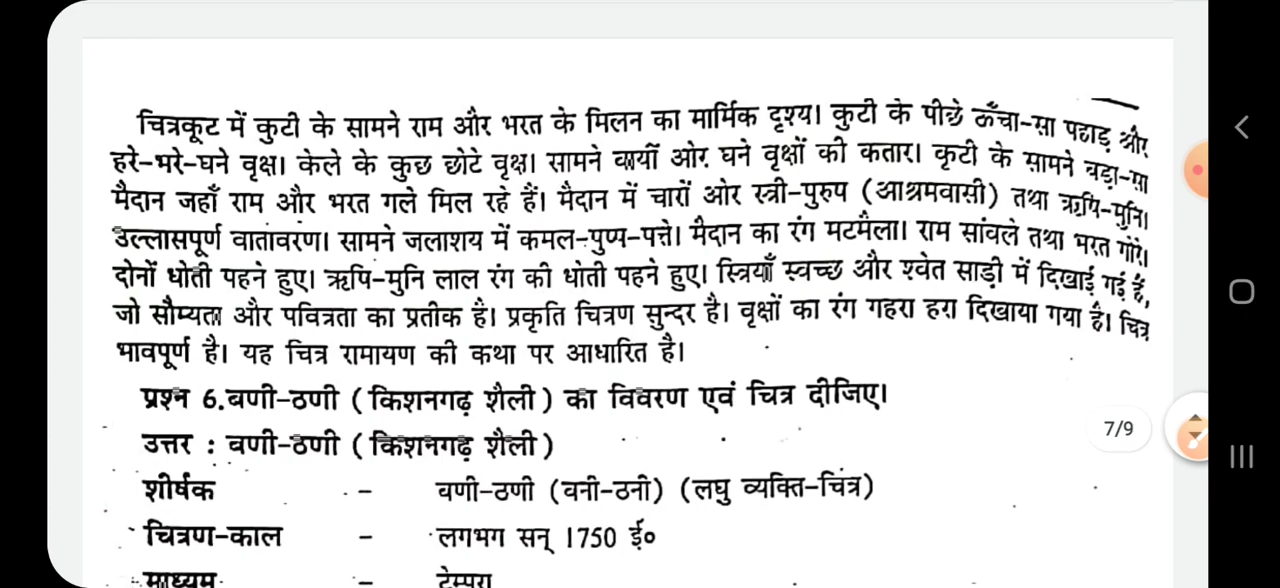 चित्रकूट में कुटी के सामने राम और भरत के मिलन का मार्मिक दृश्य। कुटी के पीछे ऊँचा-सा पहाड़ और
हरे-भरे-घने वृक्ष। केले के कुछ छोटे वृक्ष। सामने बायीं ओर घने वृक्षों की कतार। कुटी के सामने बड़ा-सा
मैदान जहाँ राम और भरत गले मिल रहे हैं। मैदान में चारों ओर स्त्री-पुरुष (आश्रमवासी) तथा ऋषि-मुनि।
उल्लासपूर्ण वातावरण। सामने जलाशय में कमल-पुष्प-पत्ते। मैदान का रंग मटमैला। राम सांवले तथा भरत गोरे।
दोनों धोती पहने हुए। ऋषि-मुनि लाल रंग की धोती पहने हुए। स्त्रियाँ स्वच्छ और श्वेत साड़ी में दिखाई गई हैं,
जो सौम्यता और पवित्रता का प्रतीक है। प्रकृति चित्रण सुन्दर है। वृक्षों का रंग गहरा हरा दिखाया गया है। चित्र
भावपूर्ण है। यह चित्र रामायण की कथा पर आधारित है।
प्रश्न 6. बणी-ठणी (किशनगढ़ शैली) का विवरण एवं चित्र दीजिए।
7/9
उत्तर : बणी-ठणी (किशनगढ़ शैली)
शीर्षक - बणी-ठणी (बनी-ठनी) (लघु व्यक्ति-चित्र)
चित्रण-काल - लगभग सन् 1750 ई०
माध्यम - टेम्परा